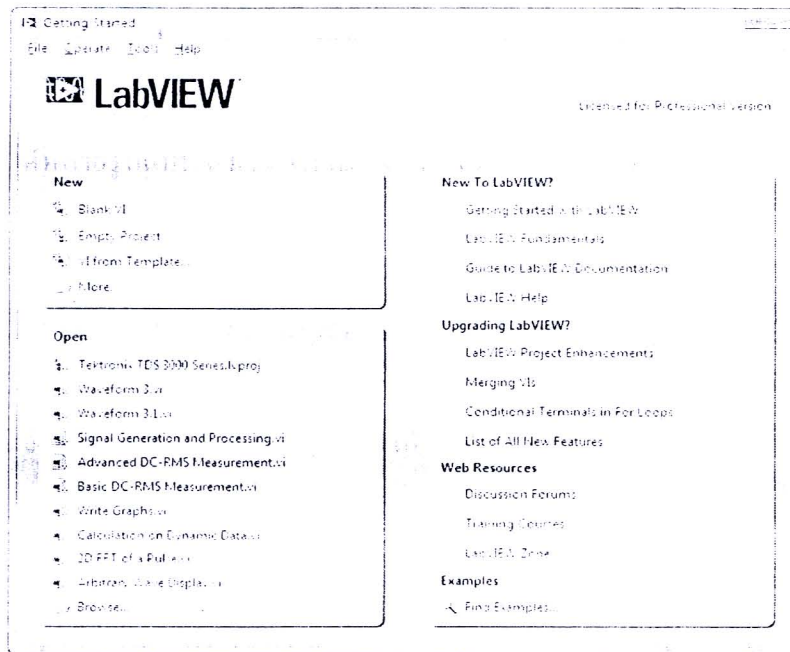 Getting Started
File Operate Tools Help
LabVIEW
Licensed for Professional Version
New
Blank VI
Empty Project
VI from Template...
More...
Open
Tektronix TDS 3000 Series.lvproj
Waveform 3.vi
Waveform 3.1.vi
Signal Generation and Processing.vi
Advanced DC-RMS Measurement.vi
Basic DC-RMS Measurement.vi
Write Graphs.vi
Calculation on Dynamic Data.vi
2D FFT of a Pulse.vi
Arbitrary Wave Display.vi
Browse...
New To LabVIEW?
Getting Started with LabVIEW
LabVIEW Fundamentals
Guide to LabVIEW Documentation
LabVIEW Help
Upgrading LabVIEW?
LabVIEW Project Enhancements
Merging VIs
Conditional Terminals in For Loops
List of All New Features
Web Resources
Discussion Forums
Training Courses
LabVIEW Zone
Examples
Find Examples...